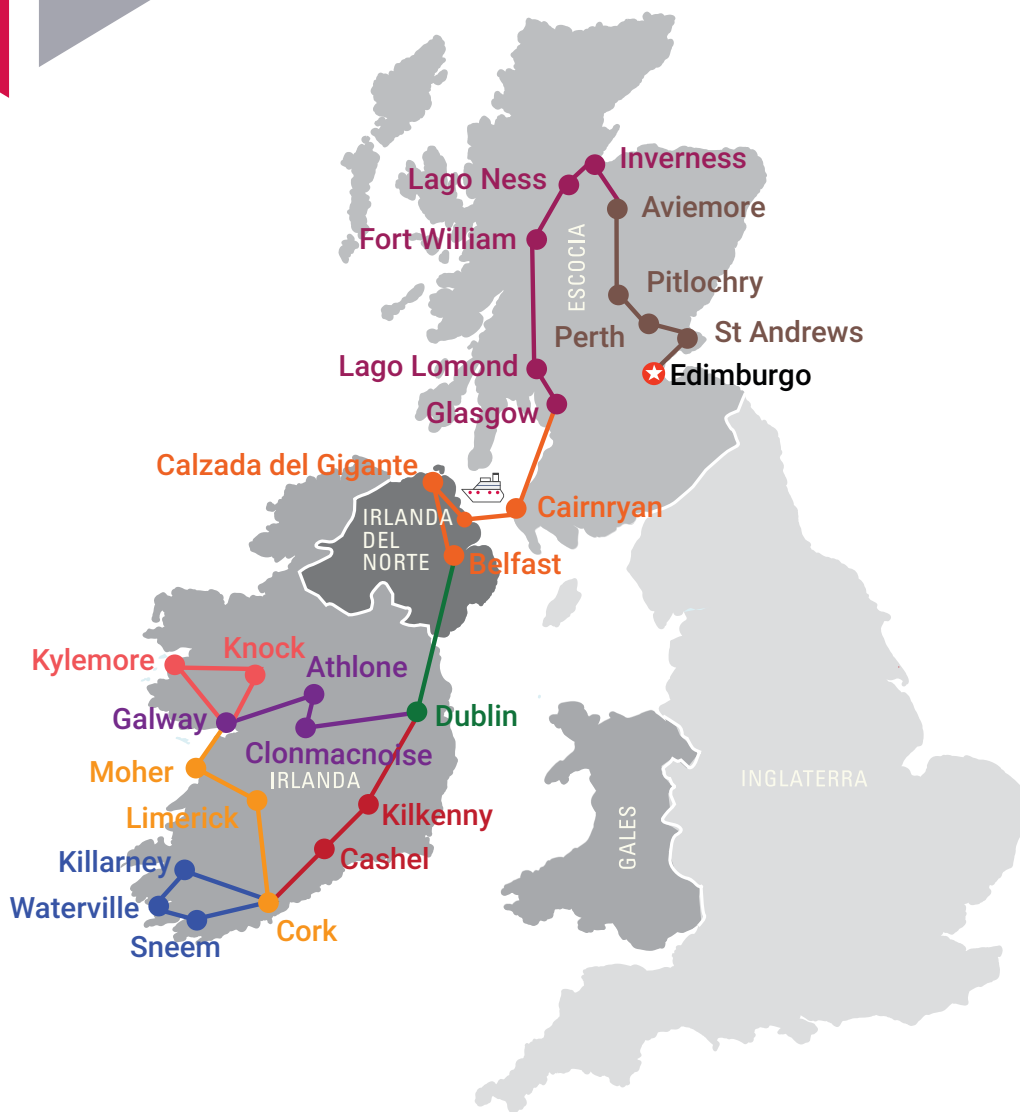 Inverness
Lago Ness
Aviemore
Fort William
ESCOCIA
Pitlochry
Perth
St Andrews
Lago Lomond
Edimburgo
Glasgow
Calzada del Gigante
Cairnryan
IRLANDA
DEL
NORTE
Belfast
Knock
Kylemore
Athlone
Galway
Dublin
Clonmacnoise
Moher
IRLANDA
INGLATERRA
Limerick
Kilkenny
GALES
Killarney
Cashel
Waterville
Cork
Sneem